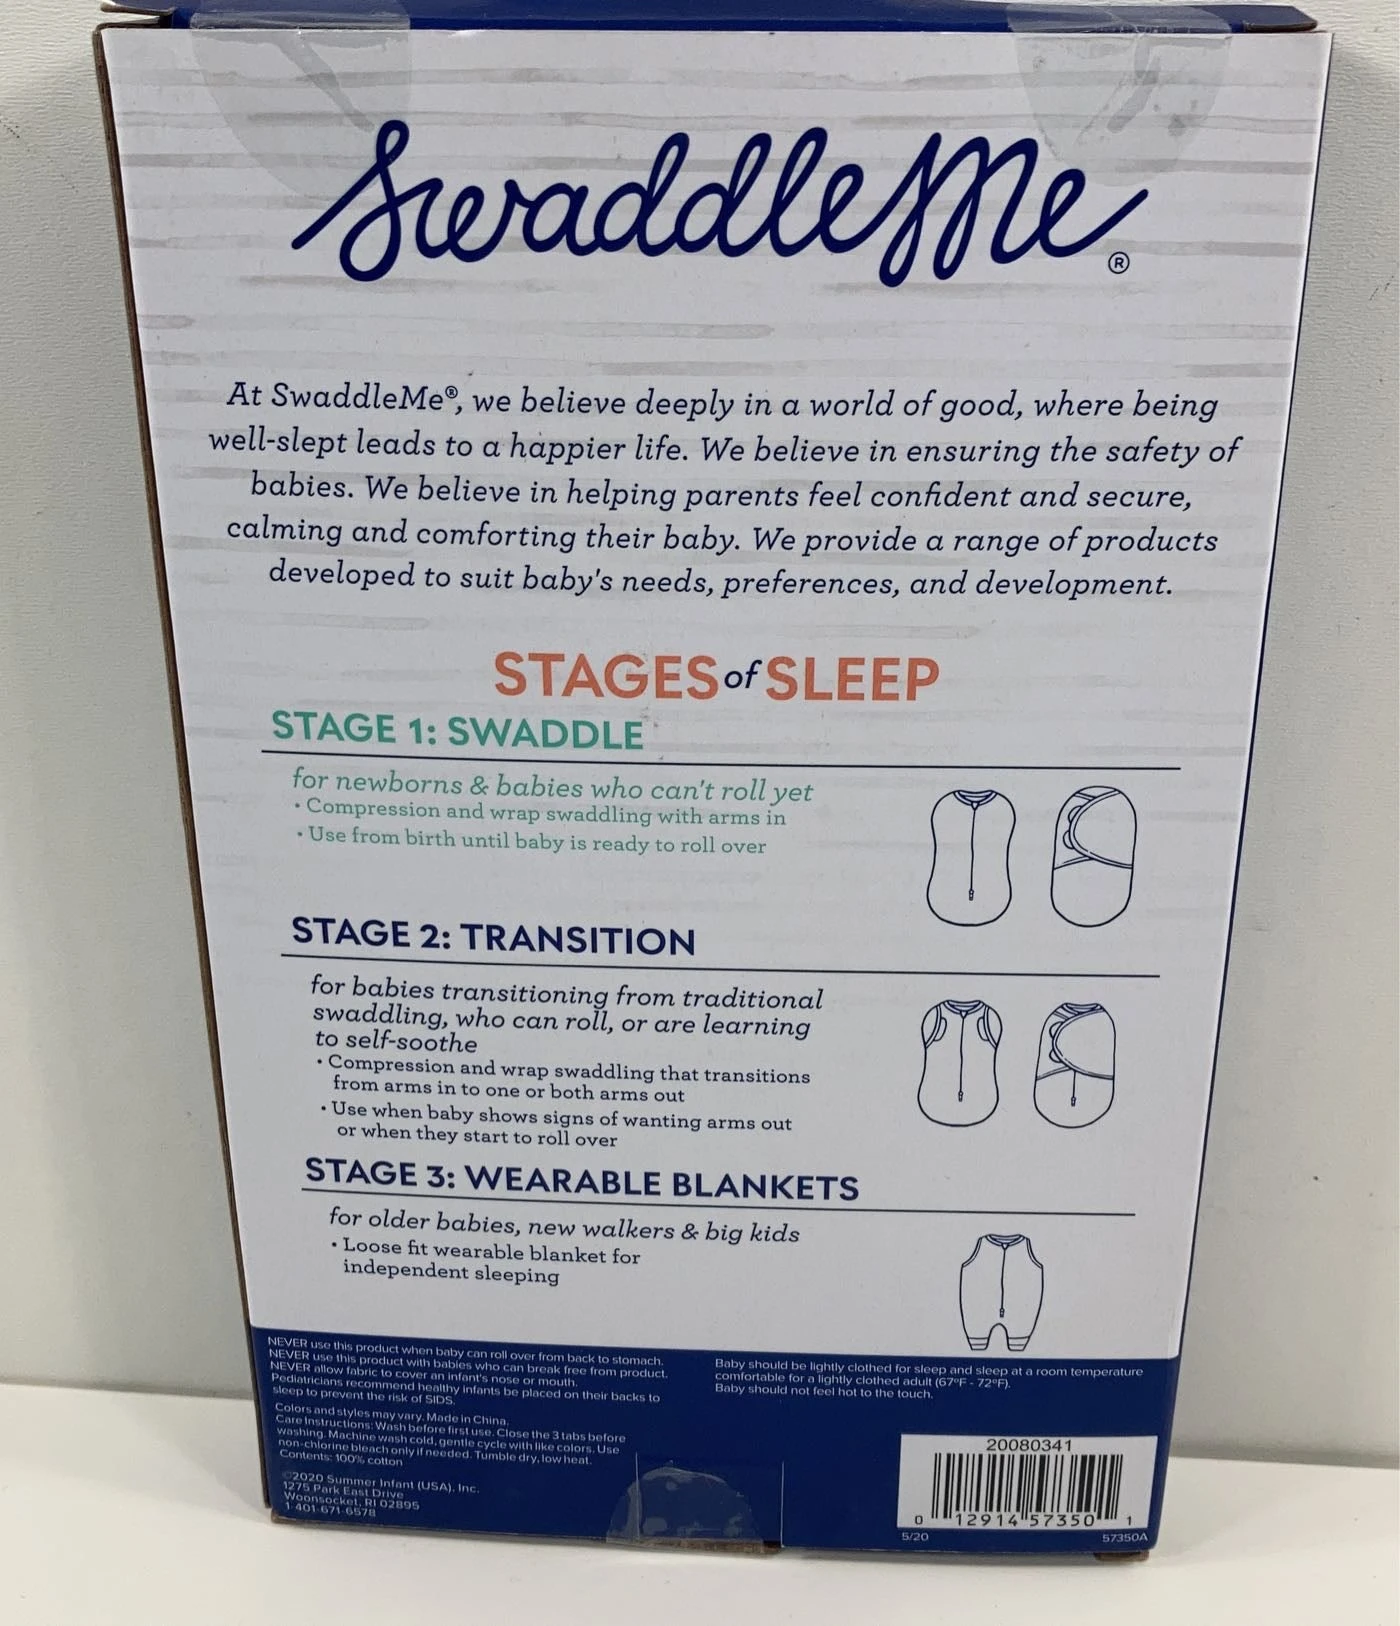 SwaddleMe®
At SwaddleMe®, we believe deeply in a world of good, where being
well-slept leads to a happier life. We believe in ensuring the safety of
babies. We believe in helping parents feel confident and secure,
calming and comforting their baby. We provide a range of products
developed to suit baby's needs, preferences, and development.
STAGES of SLEEP
STAGE 1: SWADDLE
for newborns & babies who can't roll yet
• Compression and wrap swaddling with arms in
• Use from birth until baby is ready to roll over
STAGE 2: TRANSITION
for babies transitioning from traditional
swaddling, who can roll, or are learning
to self-soothe
• Compression and wrap swaddling that transitions
from arms in to one or both arms out
• Use when baby shows signs of wanting arms out
or when they start to roll over
STAGE 3: WEARABLE BLANKETS
for older babies, new walkers & big kids
• Loose fit wearable blanket for
independent sleeping
NEVER use this product when baby can roll over from back to stomach.
NEVER use this product with babies who can break free from product.
NEVER allow fabric to cover an infant's nose or mouth.
Pediatricians recommend healthy infants be placed on their backs to
sleep to prevent the risk of SIDS.
Colors and styles may vary. Made in China.
Care Instructions: Wash before first use. Close the 3 tabs before
washing. Machine wash cold, gentle cycle with like colors. Use
non-chlorine bleach only if needed. Tumble dry, low heat.
Contents: 100% cotton
©2020 Summer Infant (USA), Inc.
1275 Park East Drive
Woonsocket, RI 02895
1-401-671-6578
Baby should be lightly clothed for sleep and sleep at a room temperature
comfortable for a lightly clothed adult (67°F - 72°F).
Baby should not feel hot to the touch.
20080341
0 12914 57350 1
5/20 57350A